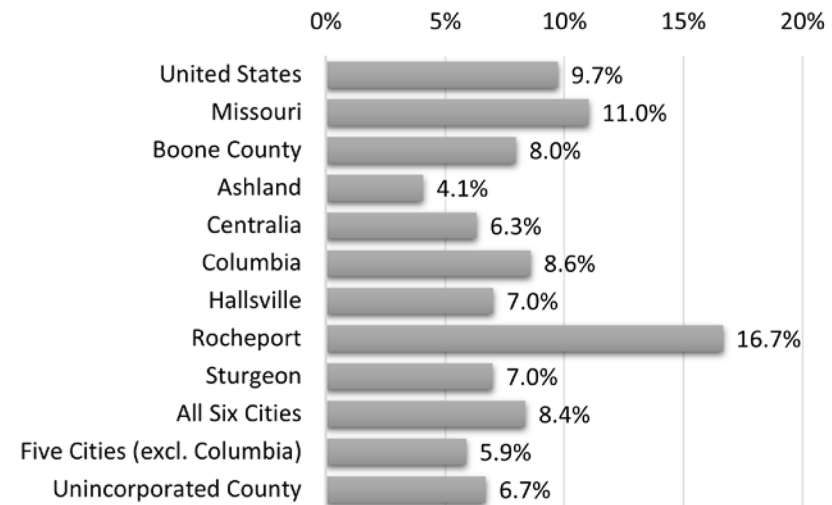 0% 5% 10% 15% 20%
United States 9.7%
Missouri 11.0%
Boone County 8.0%
Ashland 4.1%
Centralia 6.3%
Columbia 8.6%
Hallsville 7.0%
Rocheport 16.7%
Sturgeon 7.0%
All Six Cities 8.4%
Five Cities (excl. Columbia) 5.9%
Unincorporated County 6.7%